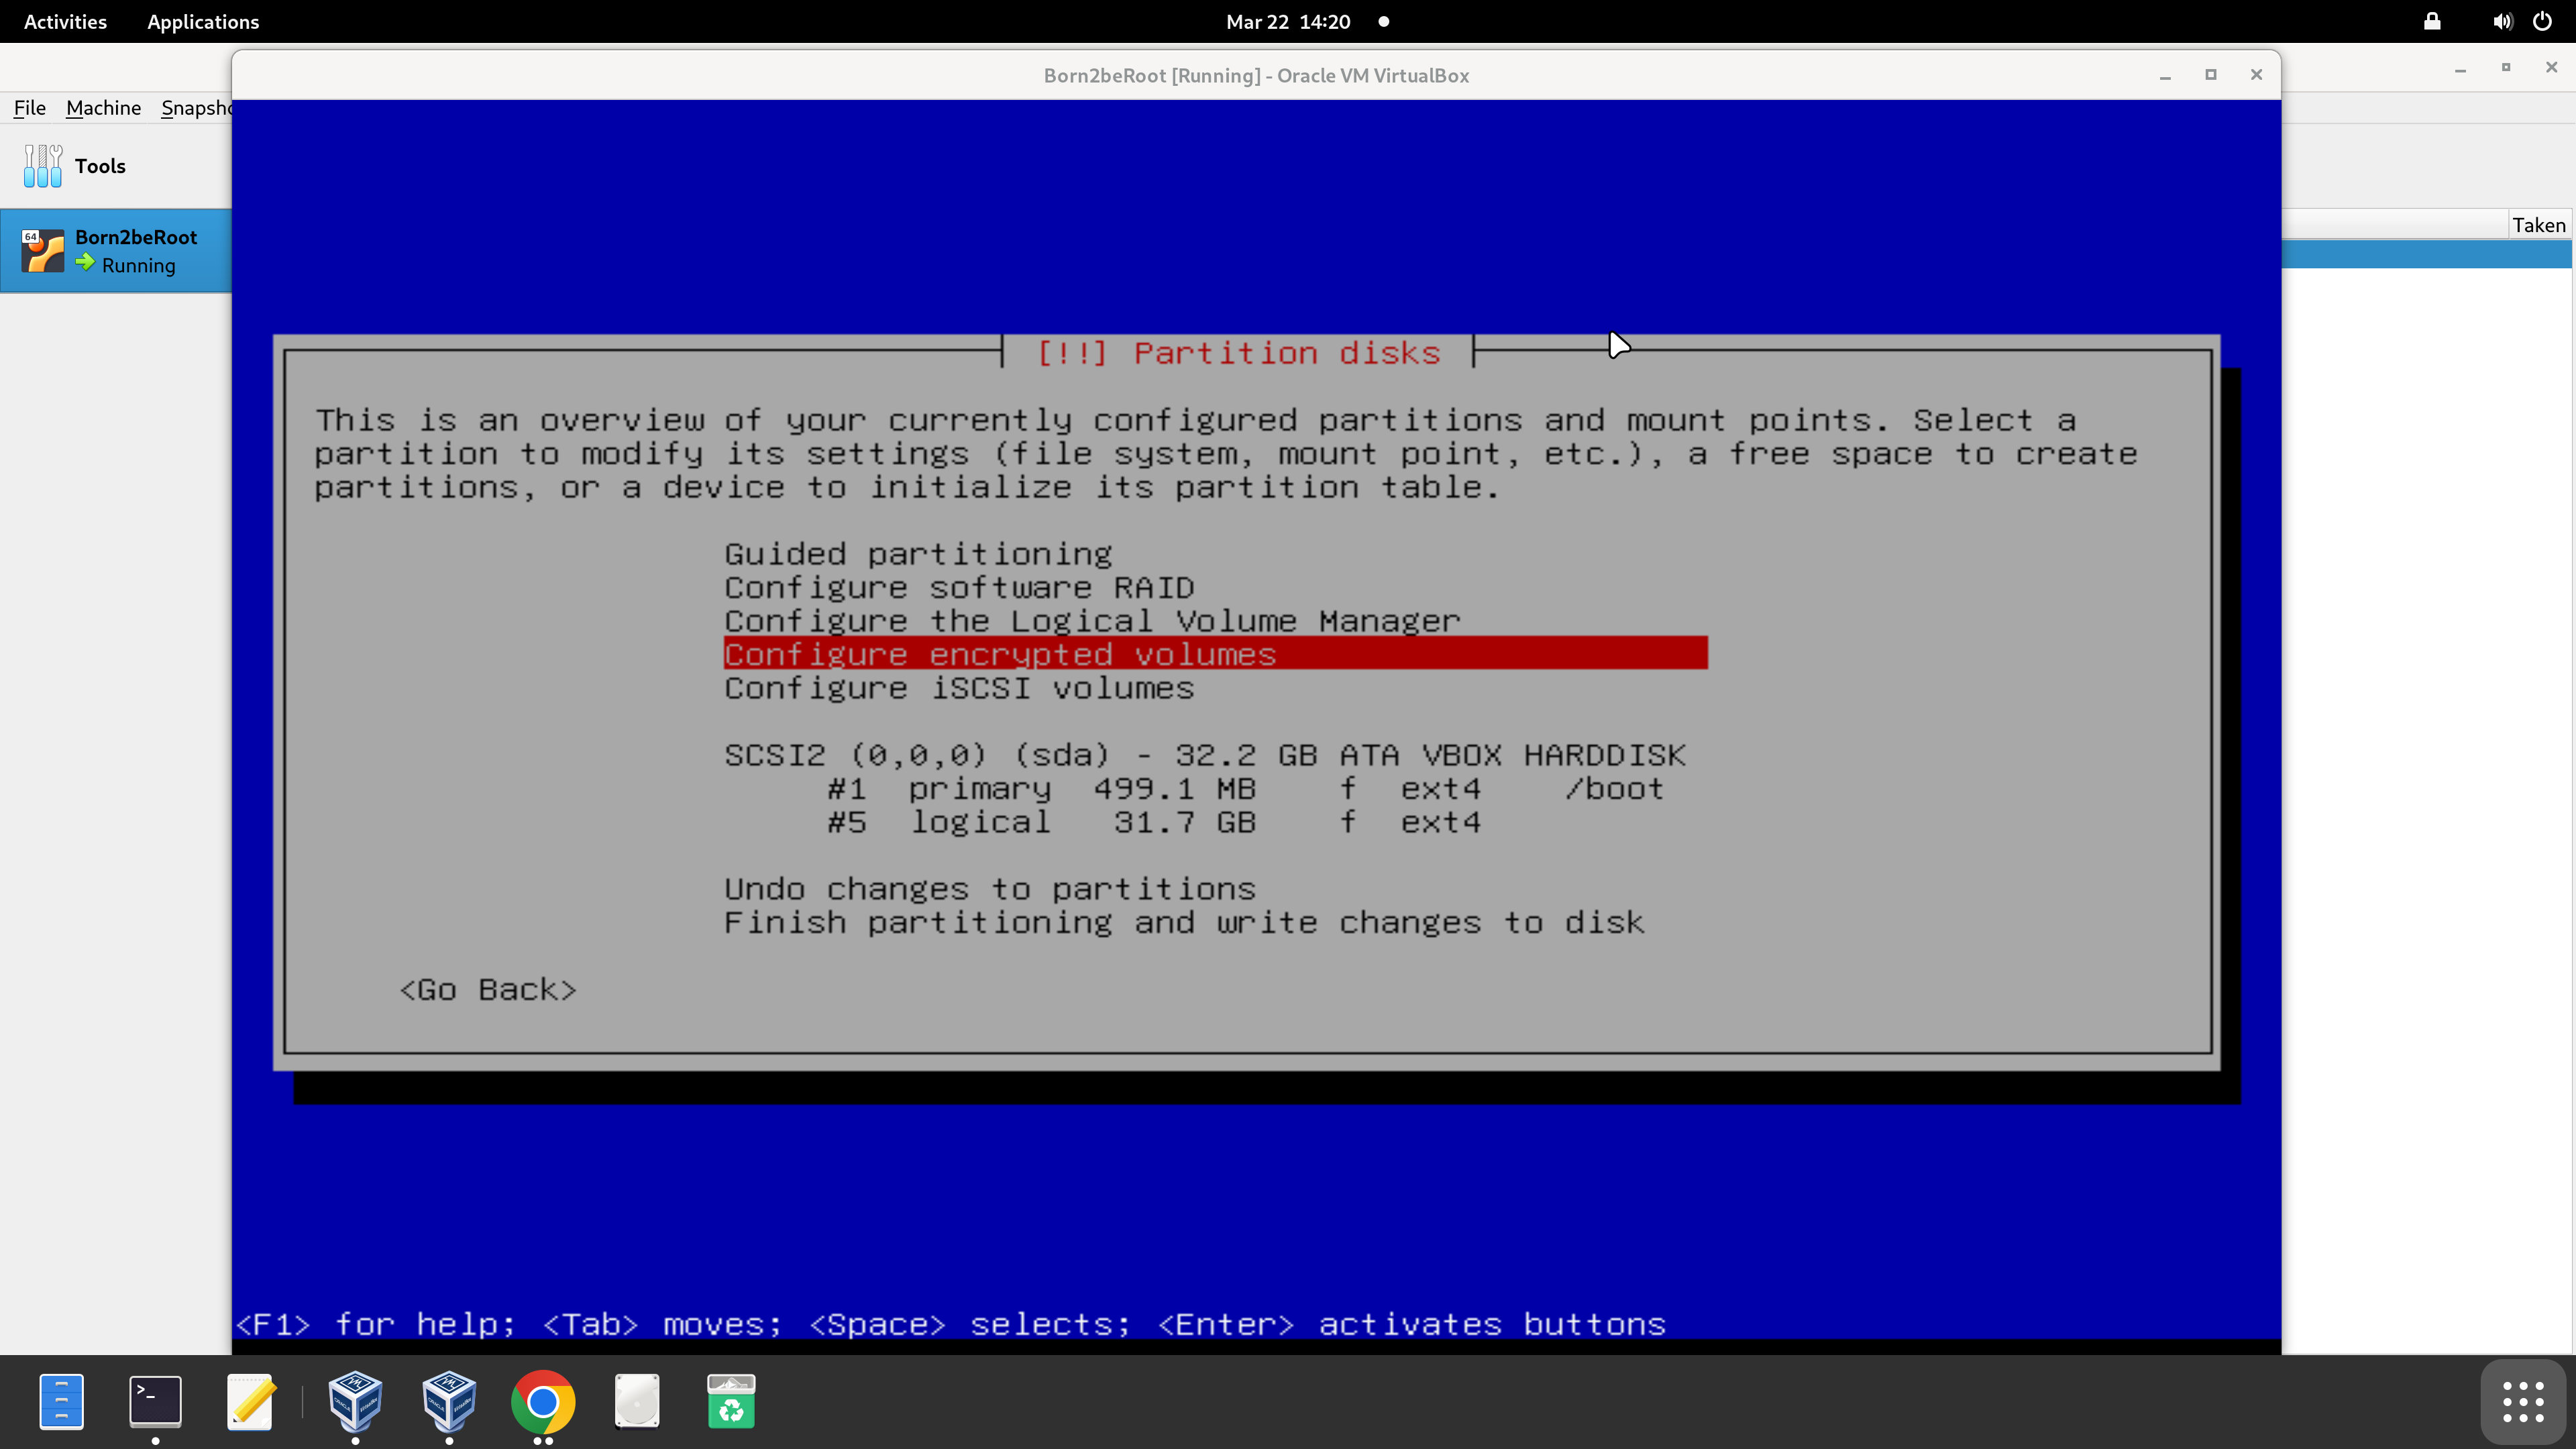 Activities Applications Mar 22 14:20
Born2beRoot [Running] - Oracle VM VirtualBox
File Machine Snapsho
Tools
Taken
64 Born2beRoot
Running
[!!] Partition disks
This is an overview of your currently configured partitions and mount points. Select a
partition to modify its settings (file system, mount point, etc.), a free space to create
partitions, or a device to initialize its partition table.
Guided partitioning
Configure software RAID
Configure the Logical Volume Manager
Configure encrypted volumes
Configure iSCSI volumes
SCSI2 (0,0,0) (sda) - 32.2 GB ATA VBOX HARDDISK
#1 primary 499.1 MB f ext4 /boot
#5 logical 31.7 GB f ext4
Undo changes to partitions
Finish partitioning and write changes to disk
<Go Back>
<F1> for help; <Tab> moves; <Space> selects; <Enter> activates buttons